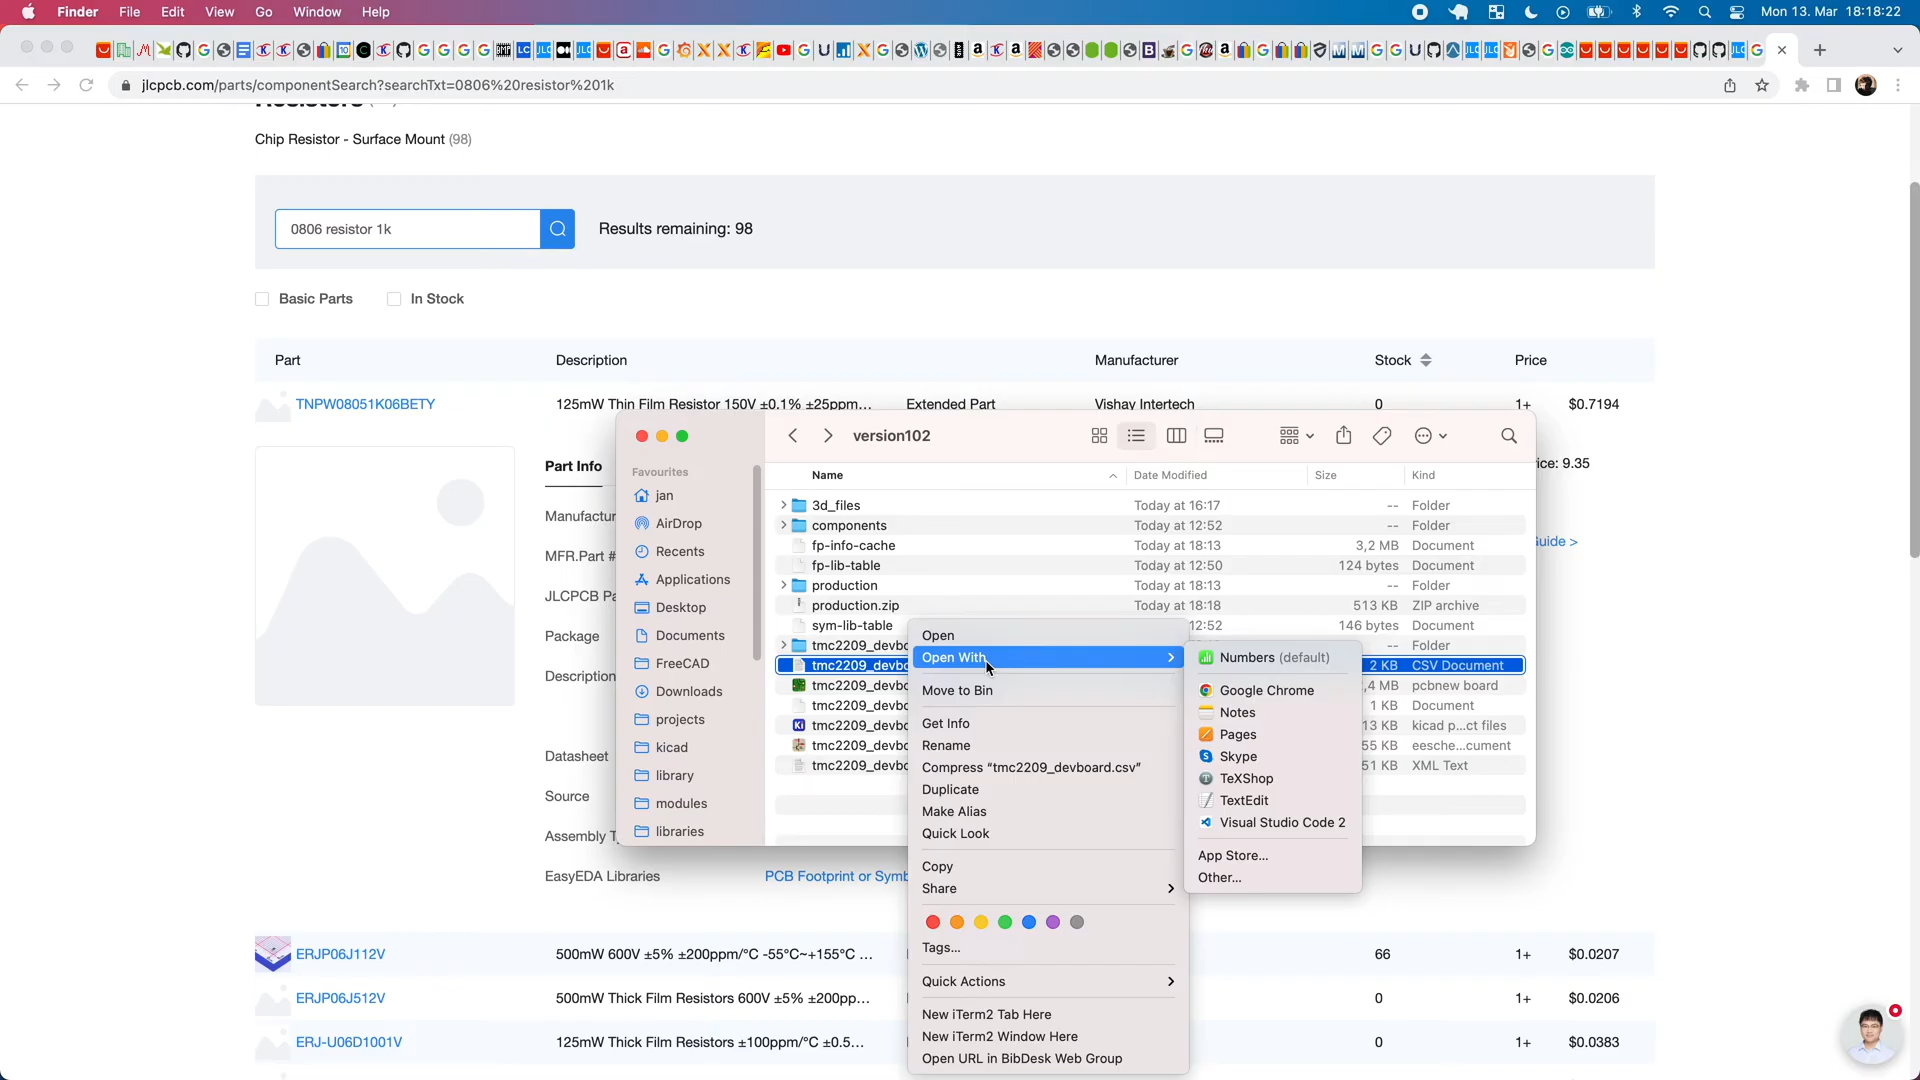 Finder File Edit View Go Window Help
Mon 13. Mar 18:18:22
jlcpcb.com/parts/componentSearch?searchTxt=0806%20resistor%201k
Chip Resistor - Surface Mount (98)
0806 resistor 1k
Results remaining: 98
Basic Parts In Stock
Part Description Manufacturer Stock Price
TNPW08051K06BETY 125mW Thin Film Resistor 150V ±0.1% ±25ppm... Extended Part Vishay Intertech 0 1+ $0.7194
version102
Part Info
ice: 9.35
Favourites
Name Date Modified Size Kind
jan
AirDrop
Recents
Applications
Desktop
Documents
FreeCAD
Downloads
projects
kicad
library
modules
libraries
3d_files Today at 16:17 -- Folder
components Today at 12:52 -- Folder
fp-info-cache Today at 18:13 3,2 MB Document
fp-lib-table Today at 12:50 124 bytes Document
production Today at 18:13 -- Folder
production.zip Today at 18:18 513 KB ZIP archive
sym-lib-table 12:52 146 bytes Document
tmc2209_devbo Folder
tmc2209_devbo 2 KB CSV Document
tmc2209_devbo ,4 MB pcbnew board
tmc2209_devbo 1 KB Document
tmc2209_devbo 13 KB kicad p...ct files
tmc2209_devbo 55 KB eesche...cument
tmc2209_devbo 51 KB XML Text
Manufactur
MFR.Part #
JLCPCB Pa
Package
Description
Datasheet
Source
Assembly T
EasyEDA Libraries PCB Footprint or Symb
Guide >
Open
Open With
Move to Bin
Get Info
Rename
Compress “tmc2209_devboard.csv”
Duplicate
Make Alias
Quick Look
Copy
Share
Tags...
Quick Actions
New iTerm2 Tab Here
New iTerm2 Window Here
Open URL in BibDesk Web Group
Numbers (default)
Google Chrome
Notes
Pages
Skype
TeXShop
TextEdit
Visual Studio Code 2
App Store...
Other...
ERJP06J112V 500mW 600V ±5% ±200ppm/°C -55°C~+155°C ... 66 1+ $0.0207
ERJP06J512V 500mW Thick Film Resistors 600V ±5% ±200pp... 0 1+ $0.0206
ERJ-U06D1001V 125mW Thick Film Resistors ±100ppm/°C ±0.5... 0 1+ $0.0383